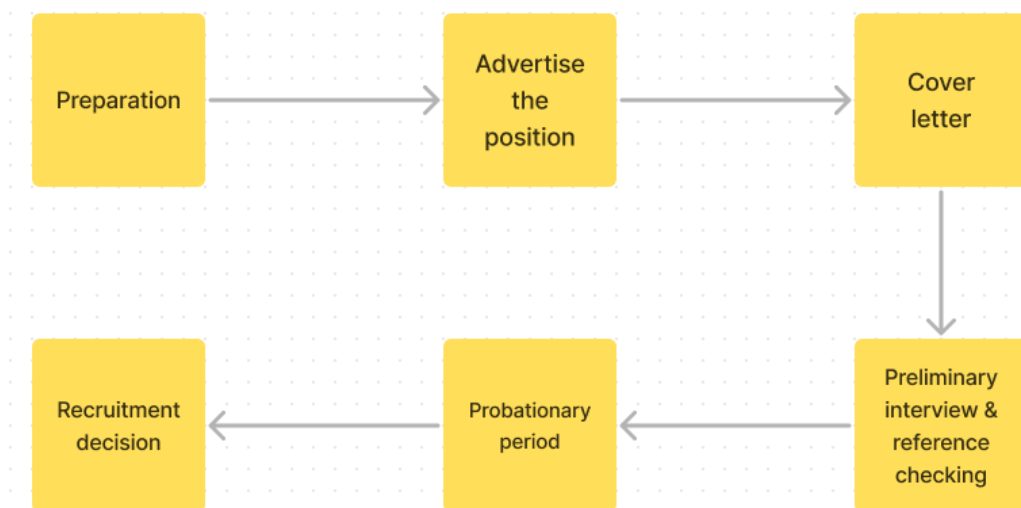 Preparation
Advertise
the
position
Cover
letter
Preliminary
interview &
reference
checking
Probationary
period
Recruitment
decision